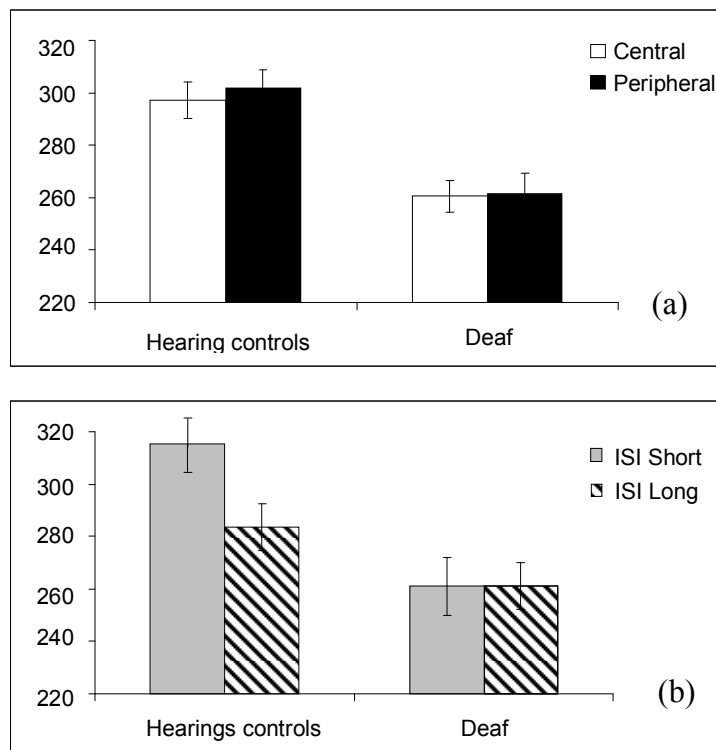 320
300
280
260
240
220
Central
Peripheral
Hearing controls
Deaf
(a)
320
300
280
260
240
220
ISI Short
ISI Long
Hearings controls
Deaf
(b)